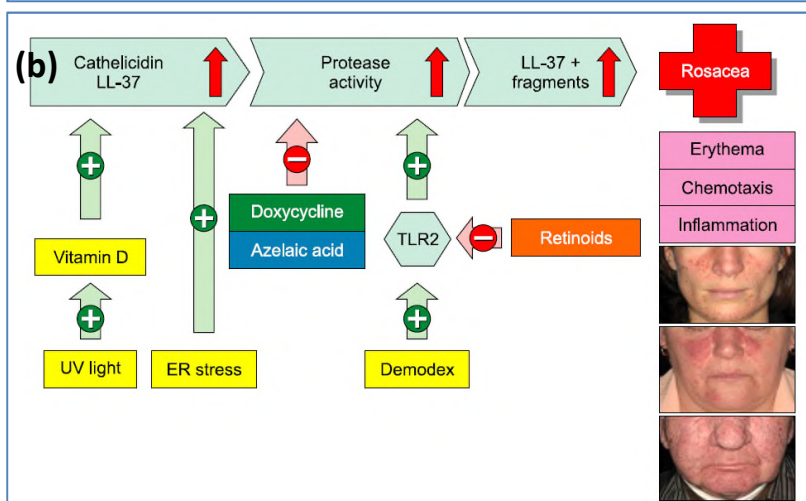 (b)
Cathelicidin
LL-37
Protease
activity
LL-37 +
fragments
Rosacea
Erythema
Chemotaxis
Inflammation
Doxycycline
Azelaic acid
TLR2
Retinoids
Vitamin D
UV light
ER stress
Demodex